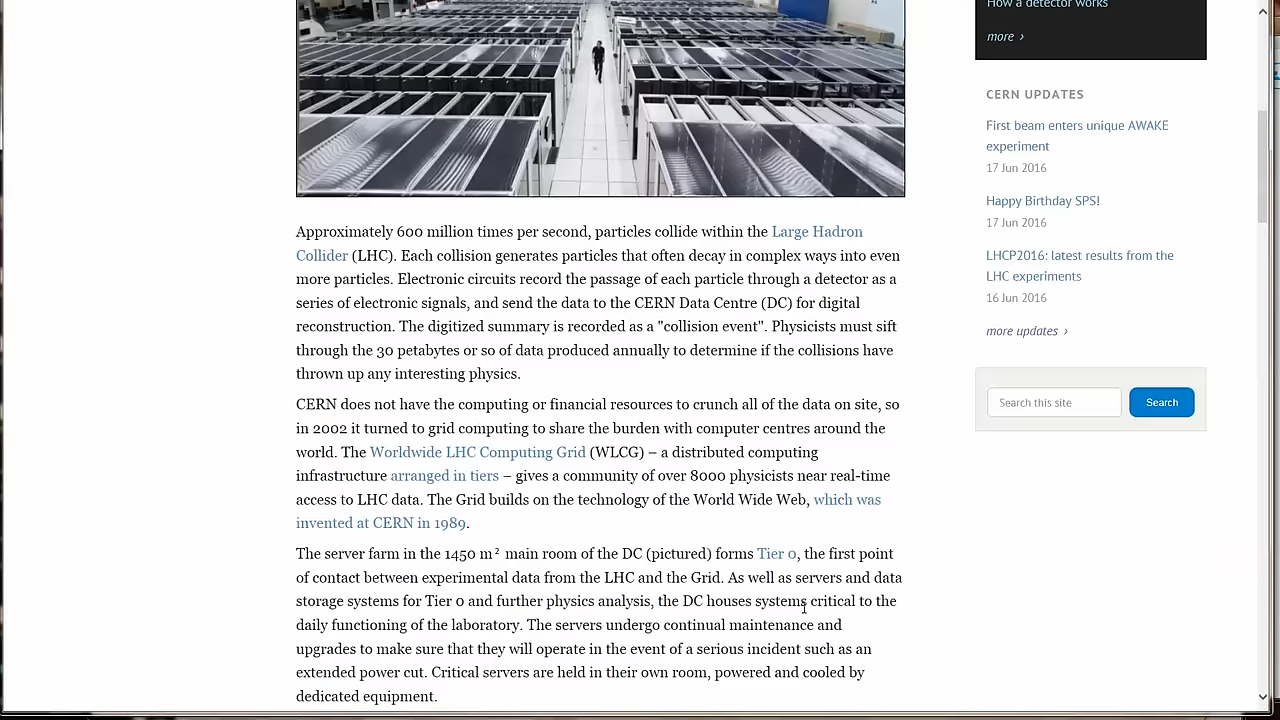 How a detector works
more ›
CERN UPDATES
First beam enters unique AWAKE
experiment
17 Jun 2016
Happy Birthday SPS!
17 Jun 2016
LHCP2016: latest results from the
LHC experiments
16 Jun 2016
more updates ›
Search this site
Search
Approximately 600 million times per second, particles collide within the Large Hadron
Collider (LHC). Each collision generates particles that often decay in complex ways into even
more particles. Electronic circuits record the passage of each particle through a detector as a
series of electronic signals, and send the data to the CERN Data Centre (DC) for digital
reconstruction. The digitized summary is recorded as a "collision event". Physicists must sift
through the 30 petabytes or so of data produced annually to determine if the collisions have
thrown up any interesting physics.
CERN does not have the computing or financial resources to crunch all of the data on site, so
in 2002 it turned to grid computing to share the burden with computer centres around the
world. The Worldwide LHC Computing Grid (WLCG) – a distributed computing
infrastructure arranged in tiers – gives a community of over 8000 physicists near real-time
access to LHC data. The Grid builds on the technology of the World Wide Web, which was
invented at CERN in 1989.
The server farm in the 1450 m² main room of the DC (pictured) forms Tier 0, the first point
of contact between experimental data from the LHC and the Grid. As well as servers and data
storage systems for Tier 0 and further physics analysis, the DC houses systems critical to the
daily functioning of the laboratory. The servers undergo continual maintenance and
upgrades to make sure that they will operate in the event of a serious incident such as an
extended power cut. Critical servers are held in their own room, powered and cooled by
dedicated equipment.